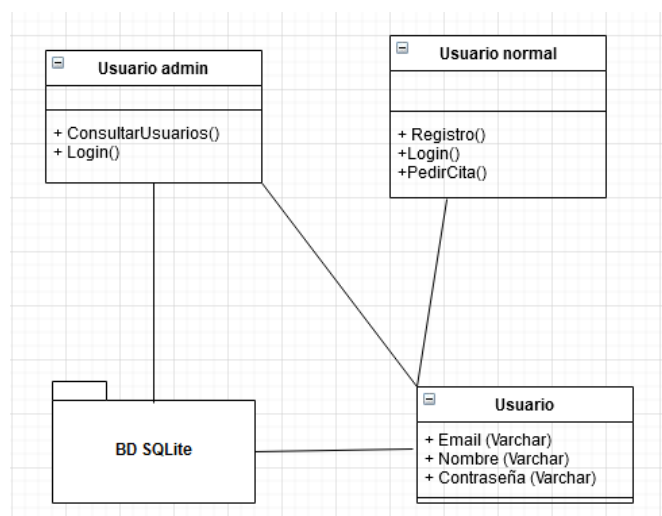 Usuario admin
+ ConsultarUsuarios()
+ Login()
Usuario normal
+ Registro()
+Login()
+PedirCita()
BD SQLite
Usuario
+ Email (Varchar)
+ Nombre (Varchar)
+ Contraseña (Varchar)